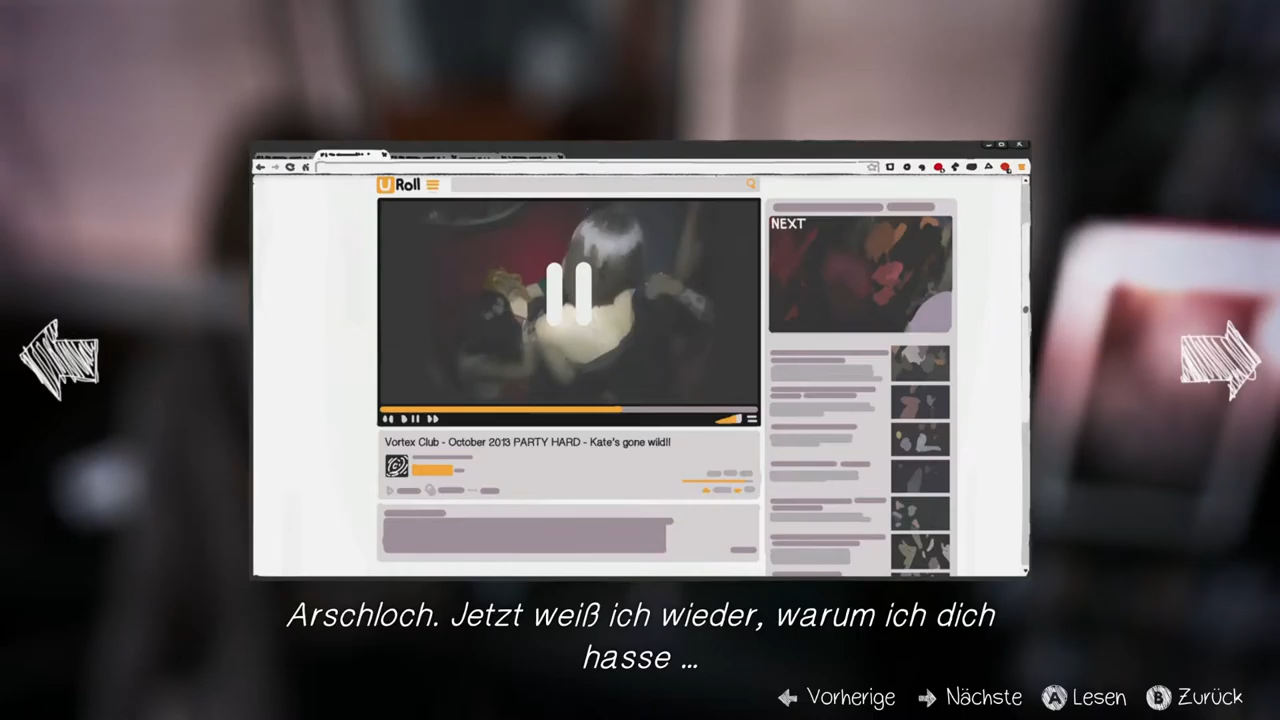 URoll
NEXT
Vortex Club - October 2013 PARTY HARD - Kate's gone wild!!
Arschloch. Jetzt weiß ich wieder, warum ich dich
hasse ...
Vorherige Nächste A Lesen B Zurück